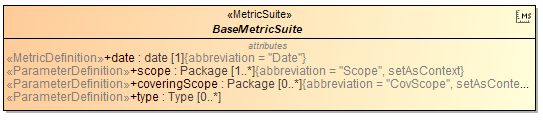 «MetricSuite»
MS
BaseMetricSuite
attributes
«MetricDefinition»+date : date [1]{abbreviation = "Date"}
«ParameterDefinition»+scope : Package [1..*]{abbreviation = "Scope", setAsContext}
«ParameterDefinition»+coveringScope : Package [0..*]{abbreviation = "CovScope", setAsConte...
«ParameterDefinition»+type : Type [0..*]